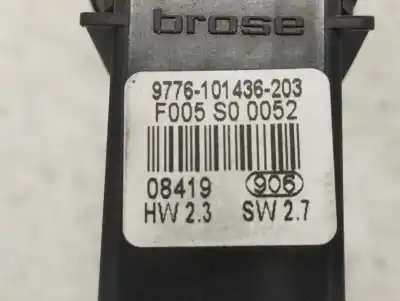 brose
9776-101436-203
F005 S0 0052
08419 906
HW 2.3 SW 2.7